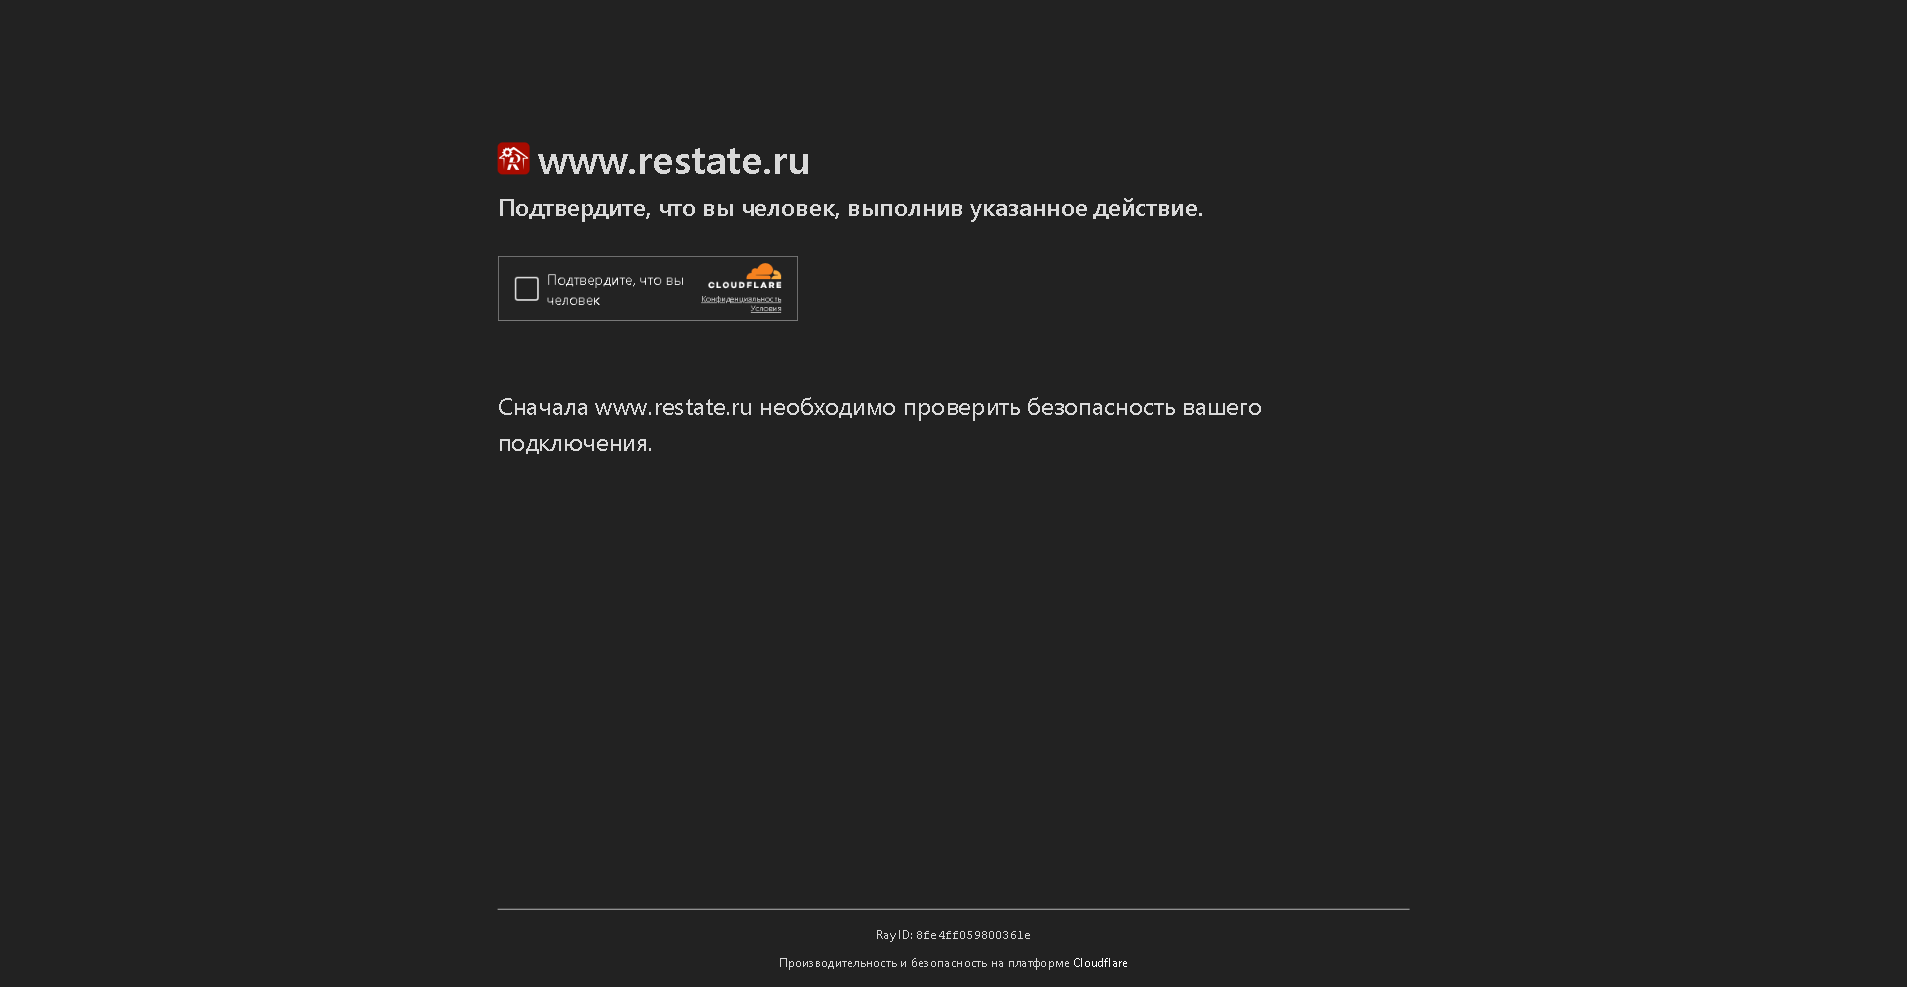 www.restate.ru
Подтвердите, что вы человек, выполнив указанное действие.
Подтвердите, что вы
человек
CLOUDFLARE
Конфиденциальность
Условия
Сначала www.restate.ru необходимо проверить безопасность вашего
подключения.
Ray ID: 8fe4ff059800361e
Производительность и безопасность на платформе Cloudflare